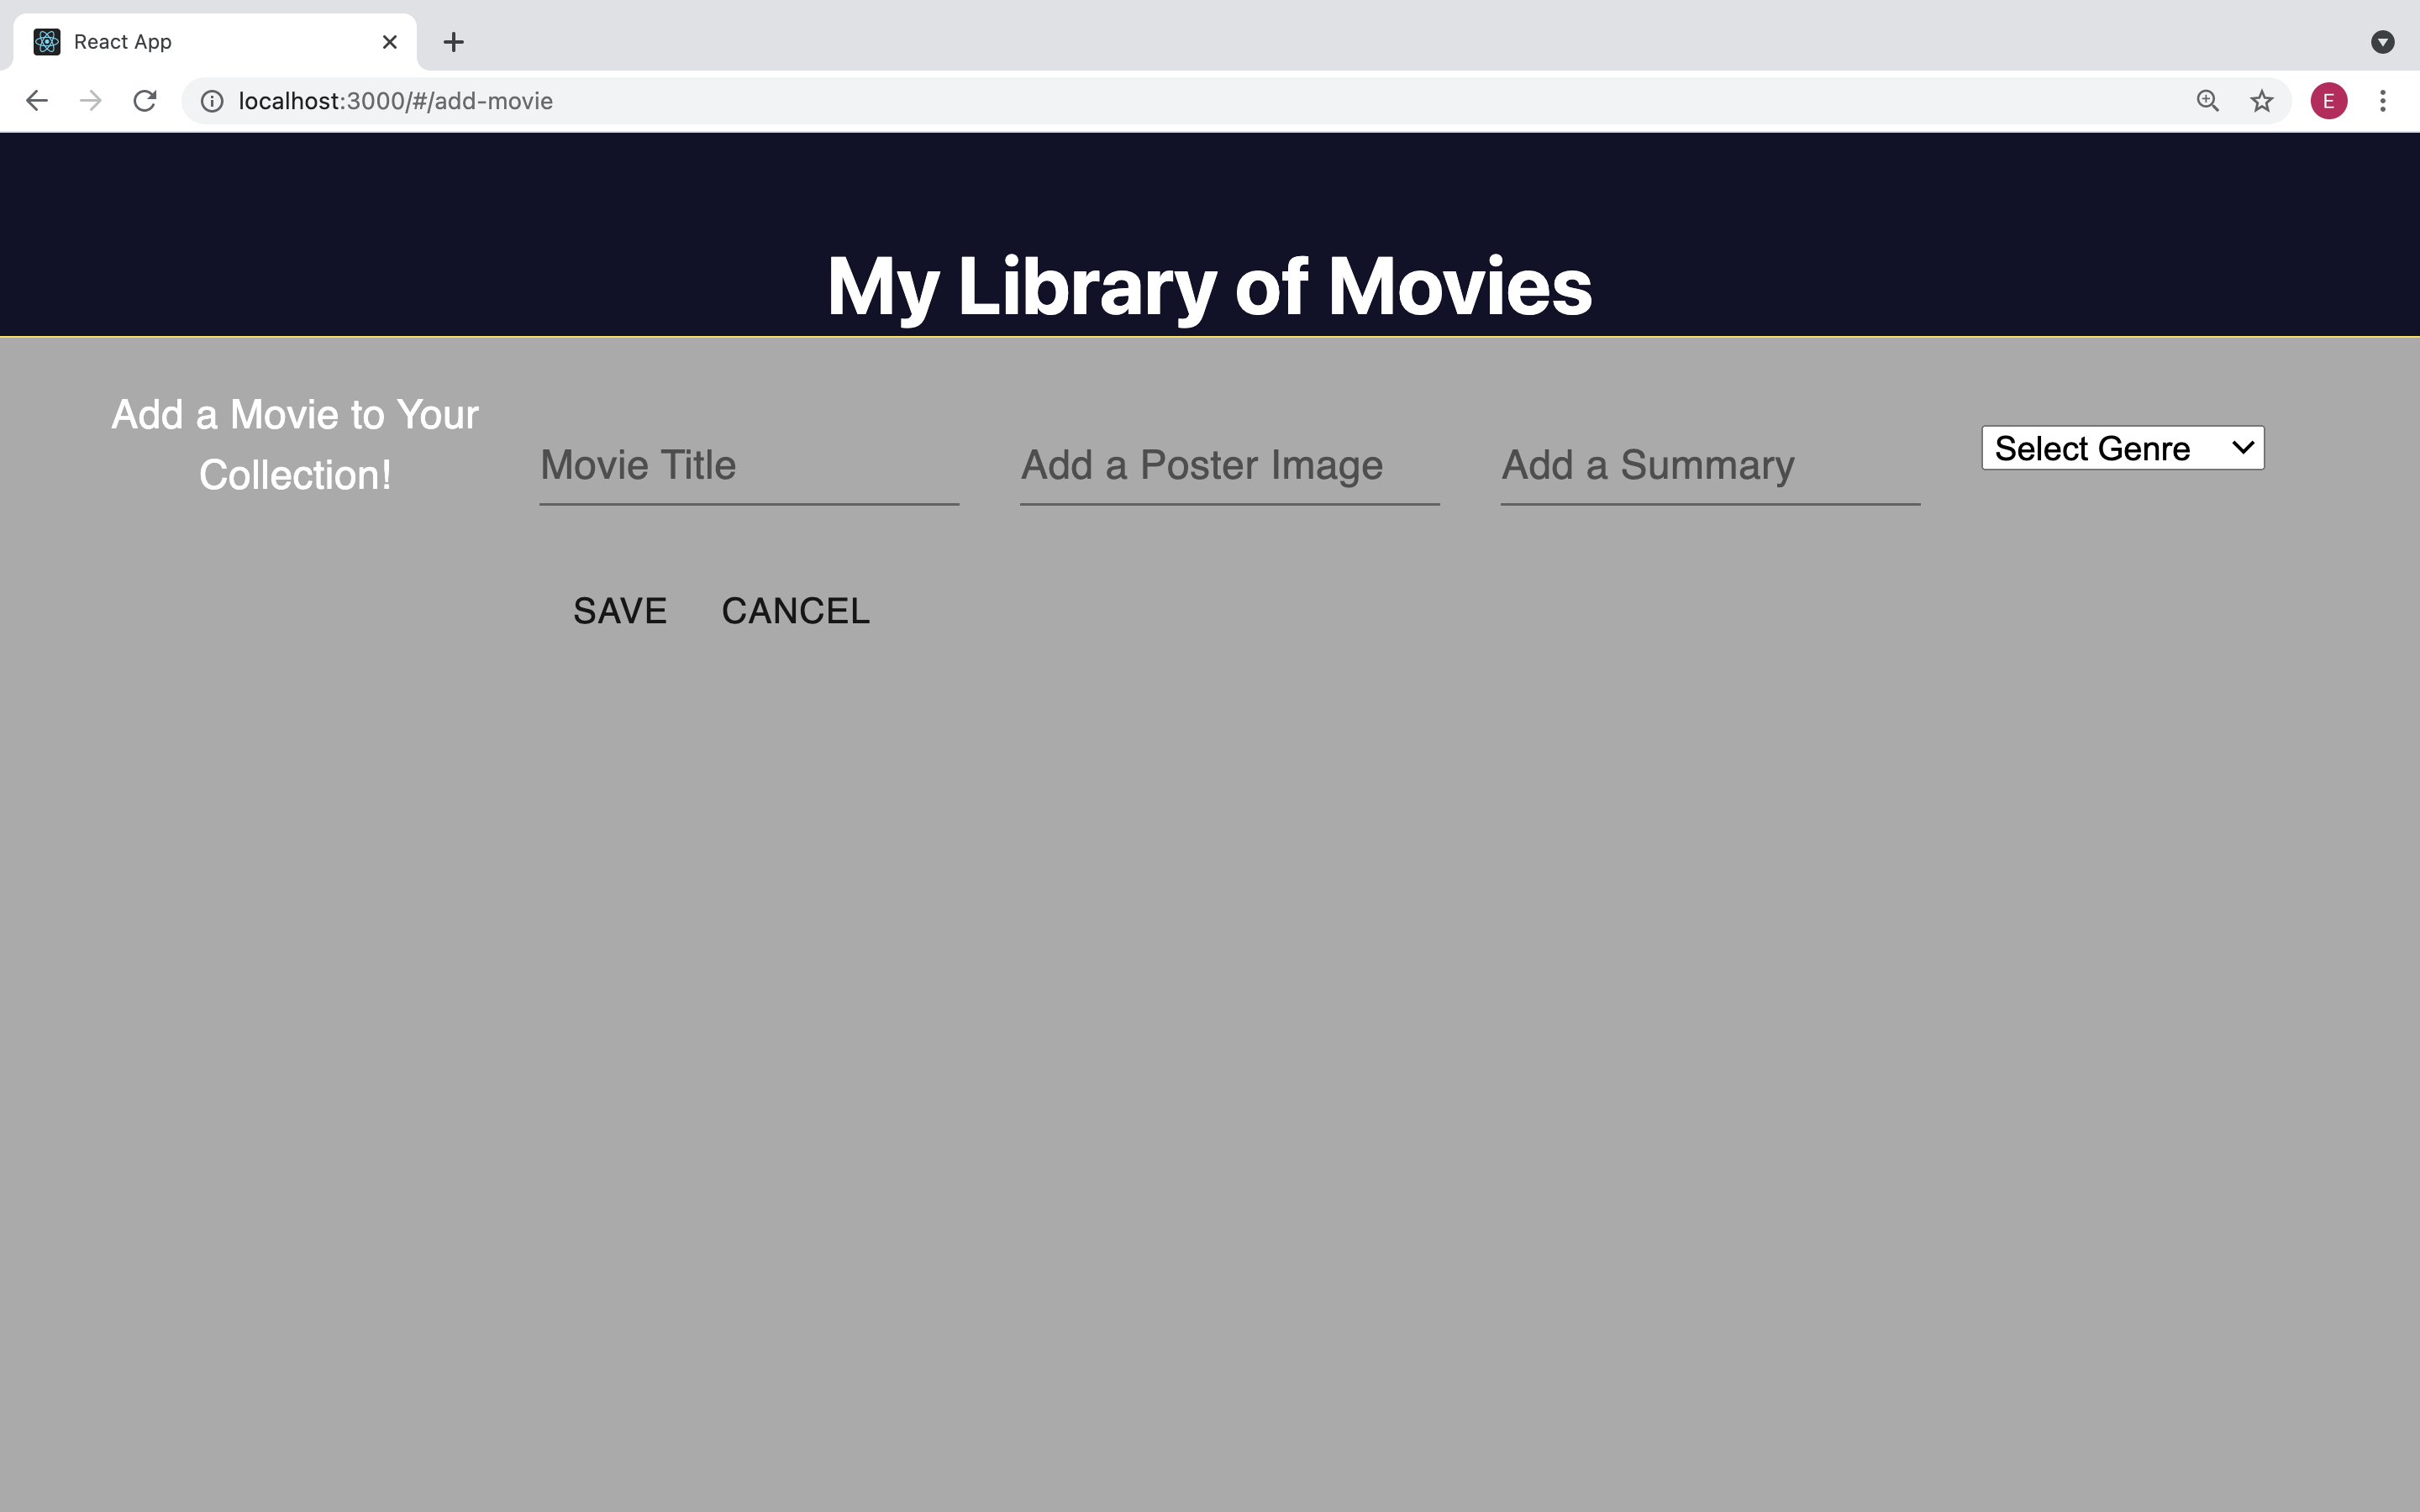 React App
localhost:3000/#/add-movie
E
My Library of Movies
Add a Movie to Your
Collection!
Movie Title
Add a Poster Image
Add a Summary
Select Genre
SAVE
CANCEL